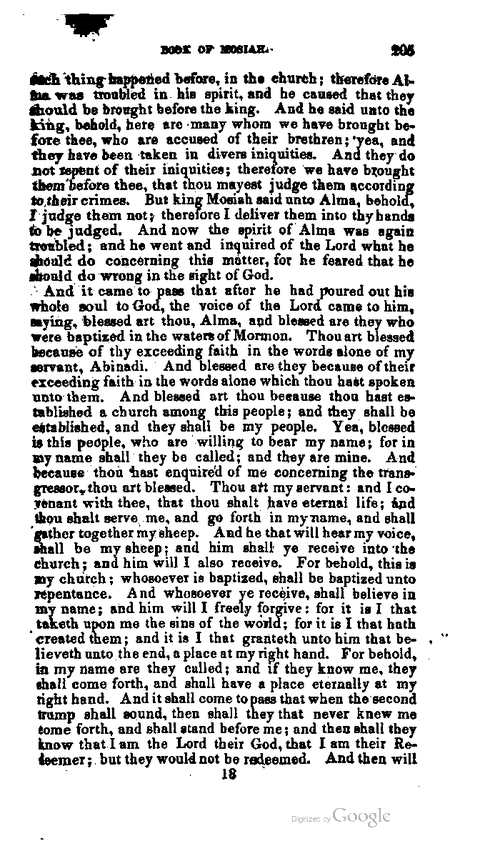 BOOK OF MOSIAH.
205
such thing happened before, in the church; therefore Al-
ma was troubled in his spirit, and he caused that they
should be brought before the king. And he said unto the
king, behold, here are many whom we have brought be-
fore thee, who are accused of their brethren; yea, and
they have been taken in divers iniquities. And they do
not repent of their iniquities; therefore we have brought
them before thee, that thou mayest judge them according
to their crimes. But king Mosiah said unto Alma, behold,
I judge them not; therefore I deliver them into thy hands
to be judged. And now the spirit of Alma was again
troubled; and he went and inquired of the Lord what he
should do concerning this matter, for he feared that he
should do wrong in the sight of God.
And it came to pass that after he had poured out his
whole soul to God, the voice of the Lord came to him,
saying, blessed art thou, Alma, and blessed are they who
were baptized in the waters of Mormon. Thou art blessed
because of thy exceeding faith in the words alone of my
servant, Abinadi. And blessed are they because of their
exceeding faith in the words alone which thou hast spoken
unto them. And blessed art thou because thou hast es-
tablished a church among this people; and they shall be
established, and they shall be my people. Yea, blessed
is this people, who are willing to bear my name; for in
my name shall they be called; and they are mine. And
because thou hast enquired of me concerning the trans-
gressor, thou art blessed. Thou art my servant: and I co-
venant with thee, that thou shalt have eternal life; and
thou shalt serve me, and go forth in my name, and shall
gather together my sheep. And he that will hear my voice,
shall be my sheep; and him shall ye receive into the
church; and him will I also receive. For behold, this is
my church; whosoever is baptized, shall be baptized unto
repentance. And whosoever ye receive, shall believe in
my name; and him will I freely forgive: for it is I that
taketh upon me the sins of the world; for it is I that hath
created them; and it is I that granteth unto him that be-
lieveth unto the end, a place at my right hand. For behold,
in my name are they called; and if they know me, they
shall come forth, and shall have a place eternally at my
right hand. And it shall come to pass that when the second
trump shall sound, then shall they that never knew me
come forth, and shall stand before me; and then shall they
know that I am the Lord their God, that I am their Re-
deemer; but they would not be redeemed. And then will
18
Digitized by Google